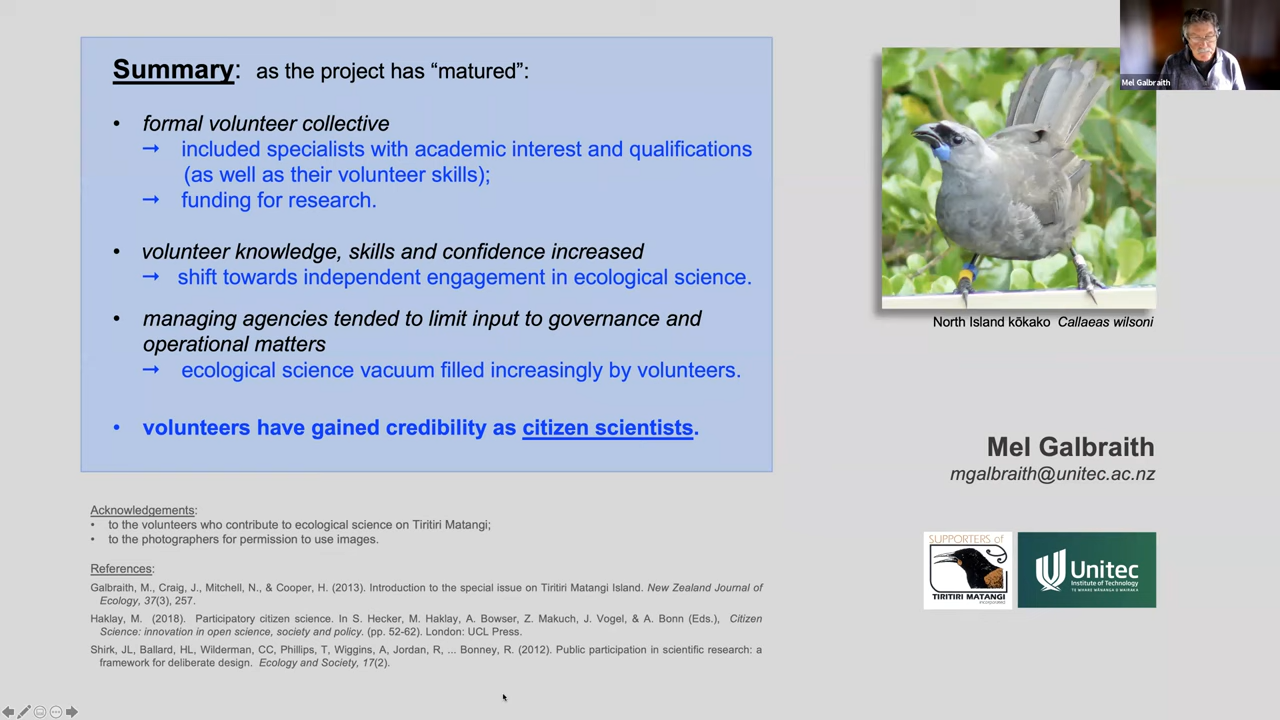 Summary: as the project has “matured”:
• formal volunteer collective
→ included specialists with academic interest and qualifications
(as well as their volunteer skills);
→ funding for research.
• volunteer knowledge, skills and confidence increased
→ shift towards independent engagement in ecological science.
• managing agencies tended to limit input to governance and
operational matters
→ ecological science vacuum filled increasingly by volunteers.
• volunteers have gained credibility as citizen scientists.
Acknowledgements:
• to the volunteers who contribute to ecological science on Tiritiri Matangi;
• to the photographers for permission to use images.
References:
Galbraith, M., Craig, J., Mitchell, N., & Cooper, H. (2013). Introduction to the special issue on Tiritiri Matangi Island. New Zealand Journal of
Ecology, 37(3), 257.
Haklay, M. (2018). Participatory citizen science. In S. Hecker, M. Haklay, A. Bowser, Z. Makuch, J. Vogel, & A. Bonn (Eds.), Citizen
Science: innovation in open science, society and policy. (pp. 52-62). London: UCL Press.
Shirk, JL, Ballard, HL, Wilderman, CC, Phillips, T, Wiggins, A, Jordan, R, ... Bonney, R. (2012). Public participation in scientific research: a
framework for deliberate design. Ecology and Society, 17(2).
Mel Galbraith
North Island kōkako Callaeas wilsoni
Mel Galbraith
mgalbraith@unitec.ac.nz
SUPPORTERS of
TIRITIRI MATANGI
incorporated
Unitec
Institute of Technology
TE WHARE WĀNANGA O WAIRAKA